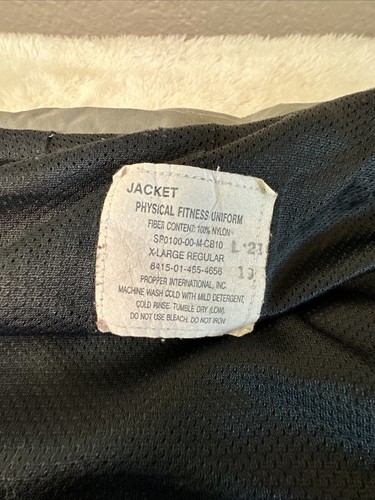 JACKET
PHYSICAL FITNESS UNIFORM
FIBER CONTENT: 100% NYLON
SP0100-00-M-CB10
X-LARGE REGULAR
8415-01-465-4656
PROPPER INTERNATIONAL, INC.
MACHINE WASH COLD WITH MILD DETERGENT.
COLD RINSE. TUMBLE DRY (LOW).
DO NOT USE BLEACH. DO NOT IRON